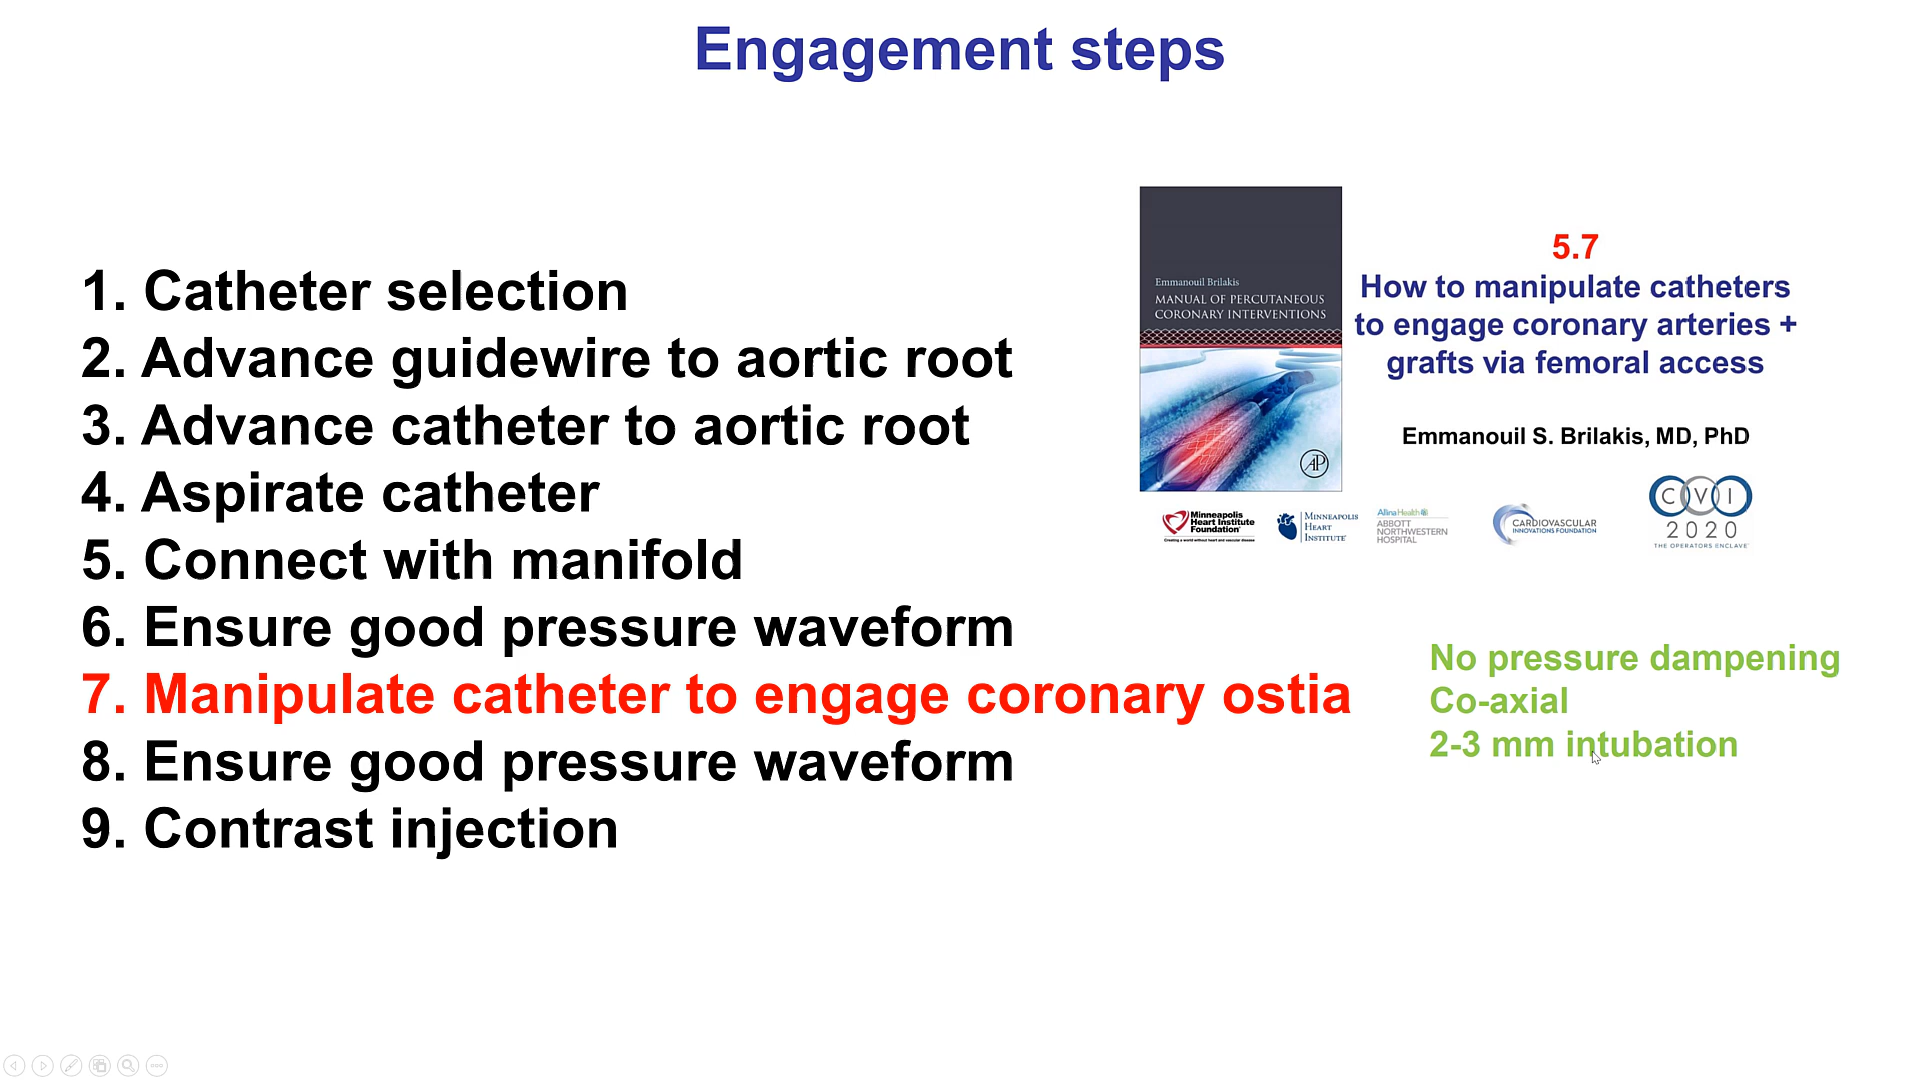 Engagement steps
1. Catheter selection
2. Advance guidewire to aortic root
3. Advance catheter to aortic root
4. Aspirate catheter
5. Connect with manifold
6. Ensure good pressure waveform
7. Manipulate catheter to engage coronary ostia
8. Ensure good pressure waveform
9. Contrast injection
Emmanouil Brilakis
MANUAL OF PERCUTANEOUS
CORONARY INTERVENTIONS
AP
5.7
How to manipulate catheters
to engage coronary arteries +
grafts via femoral access
Emmanouil S. Brilakis, MD, PhD
Minneapolis
Heart Institute
Foundation
Creating a world without heart and vascular disease
MINNEAPOLIS
HEART
INSTITUTE
Allina Health
ABBOTT
NORTHWESTERN
HOSPITAL
CARDIOVASCULAR
INNOVATIONS FOUNDATION
CVI
2020
THE OPERATORS ENCLAVE
No pressure dampening
Co-axial
2-3 mm intubation